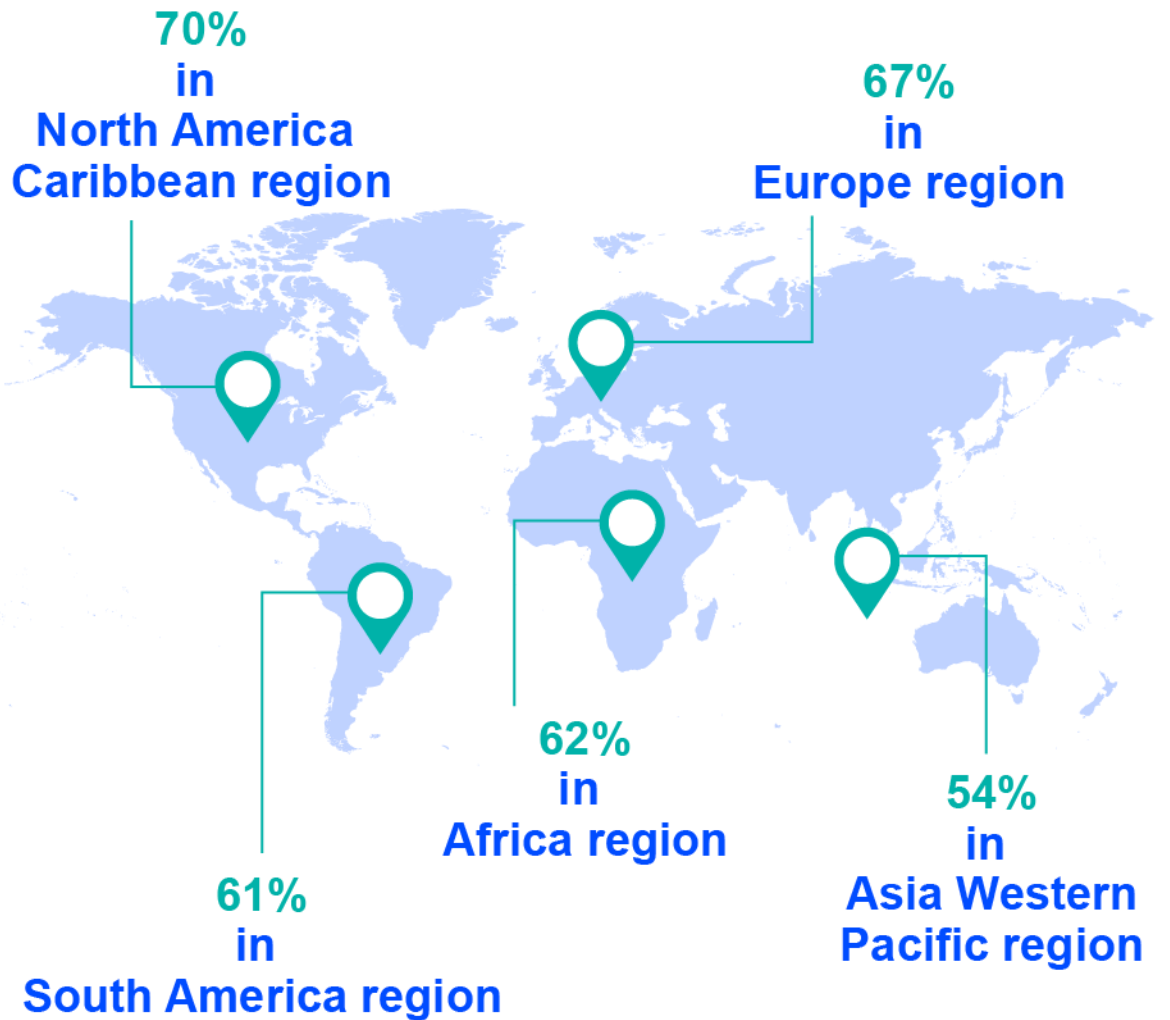 70%
in
North America
Caribbean region
67%
in
Europe region
62%
in
Africa region
54%
in
Asia Western
Pacific region
61%
in
South America region